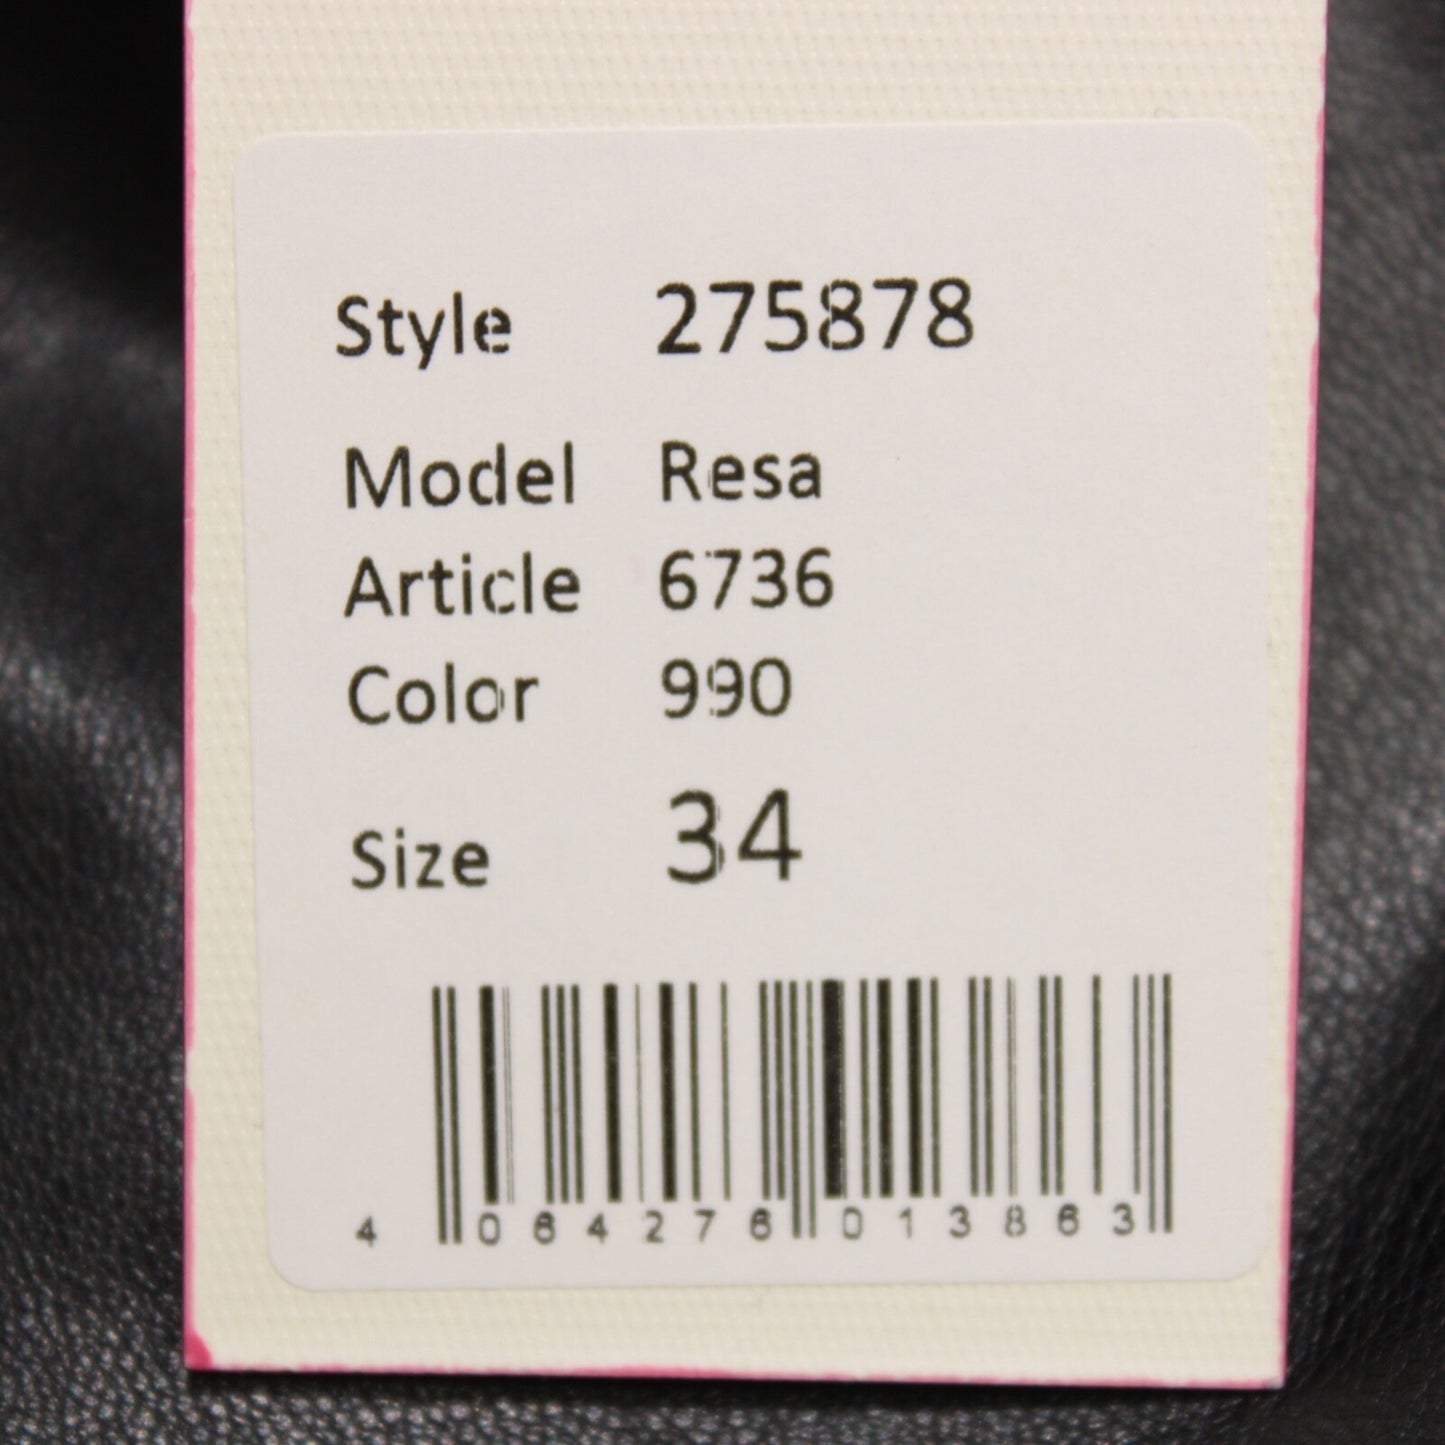 Style 275878
Model Resa
Article 6736
Color 990
Size 34
4 064276 013863